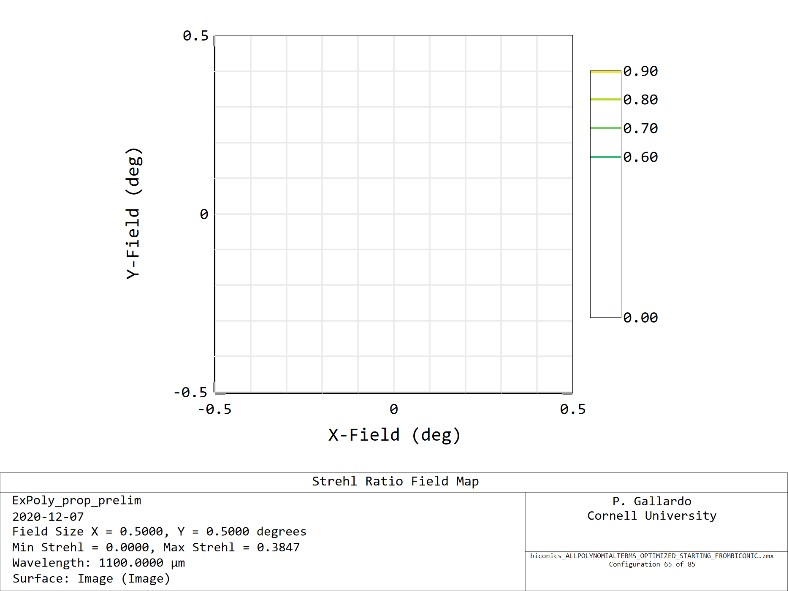 0.5
0
-0.5
Y-Field (deg)
-0.5
0
0.5
X-Field (deg)
0.90
0.80
0.70
0.60
0.00
Strehl Ratio Field Map
ExPoly_prop_prelim
2020-12-07
Field Size X = 0.5000, Y = 0.5000 degrees
Min Strehl = 0.0000, Max Strehl = 0.3847
Wavelength: 1100.0000 µm
Surface: Image (Image)
P. Gallardo
Cornell University
biconics_ALLPOLYNOMIALTERMS_OPTIMIZED_STARTING_FROMBICONIC.zmx
Configuration 65 of 85